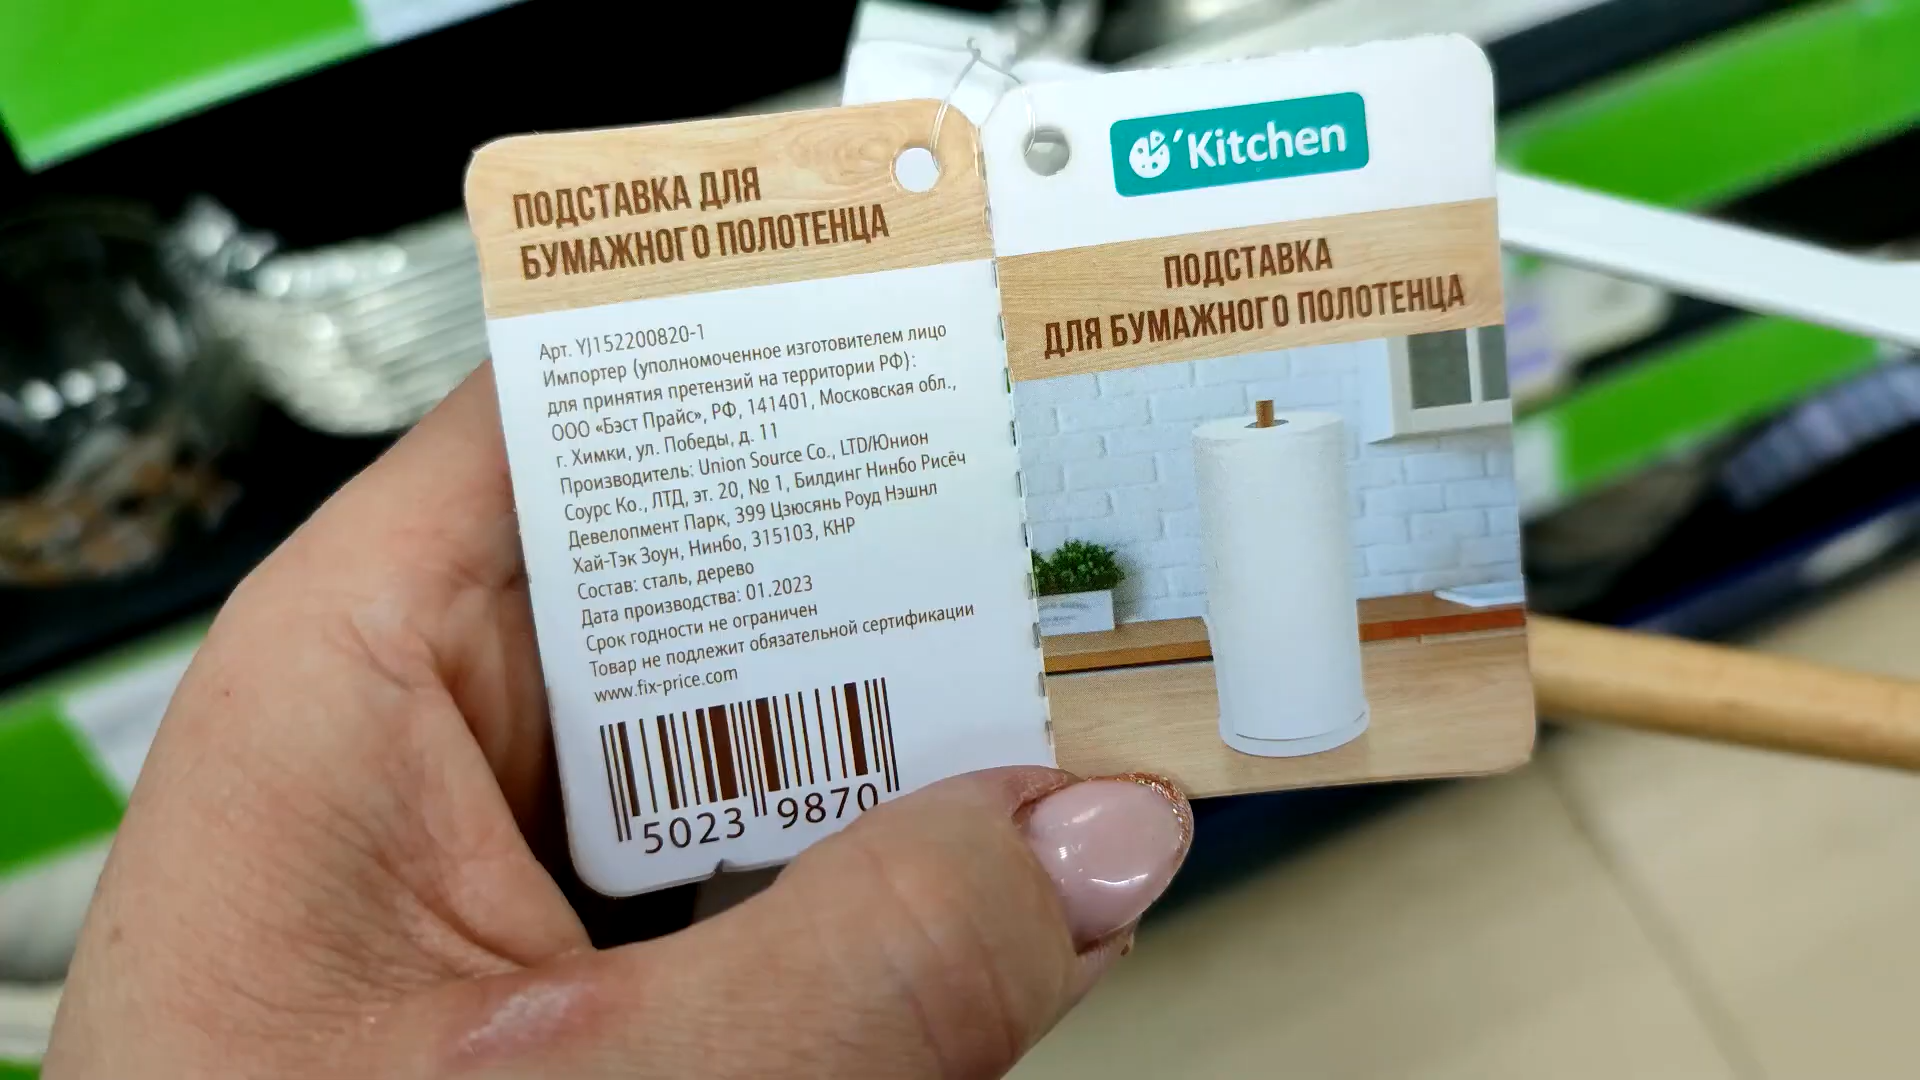 ПОДСТАВКА ДЛЯ
БУМАЖНОГО ПОЛОТЕНЦА
Арт. YJ152200820-1
Импортер (уполномоченное изготовителем лицо
для принятия претензий на территории РФ):
ООО «Бэст Прайс», РФ, 141401, Московская обл.,
г. Химки, ул. Победы, д. 11
Производитель: Union Source Co., LTD/Юнион
Соурс Ко., ЛТД, эт. 20, № 1, Билдинг Нинбо Рисёч
Девелопмент Парк, 399 Цзюсянь Роуд Нэшнл
Хай-Тэк Зоун, Нинбо, 315103, КНР
Состав: сталь, дерево
Дата производства: 01.2023
Срок годности не ограничен
Товар не подлежит обязательной сертификации
www.fix-price.com
5023 9870
´Kitchen
ПОДСТАВКА
ДЛЯ БУМАЖНОГО ПОЛОТЕНЦА